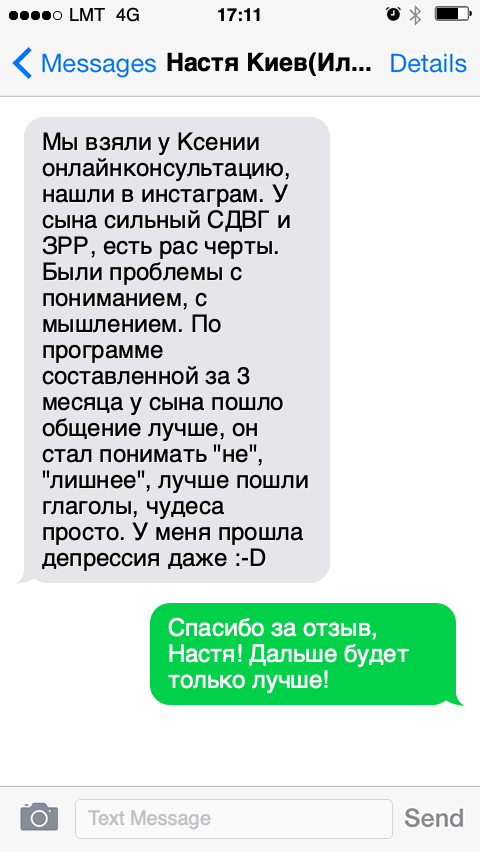 LMT 4G 17:11
Messages Настя Киев(Ил... Details
Мы взяли у Ксении
онлайнконсультацию,
нашли в инстаграм. У
сына сильный СДВГ и
ЗРР, есть рас черты.
Были проблемы с
пониманием, с
мышлением. По
программе
составленной за 3
месяца у сына пошло
общение лучше, он
стал понимать "не",
"лишнее", лучше пошли
глаголы, чудеса
просто. У меня прошла
депрессия даже :-D
Спасибо за отзыв,
Настя! Дальше будет
только лучше!
Text Message Send